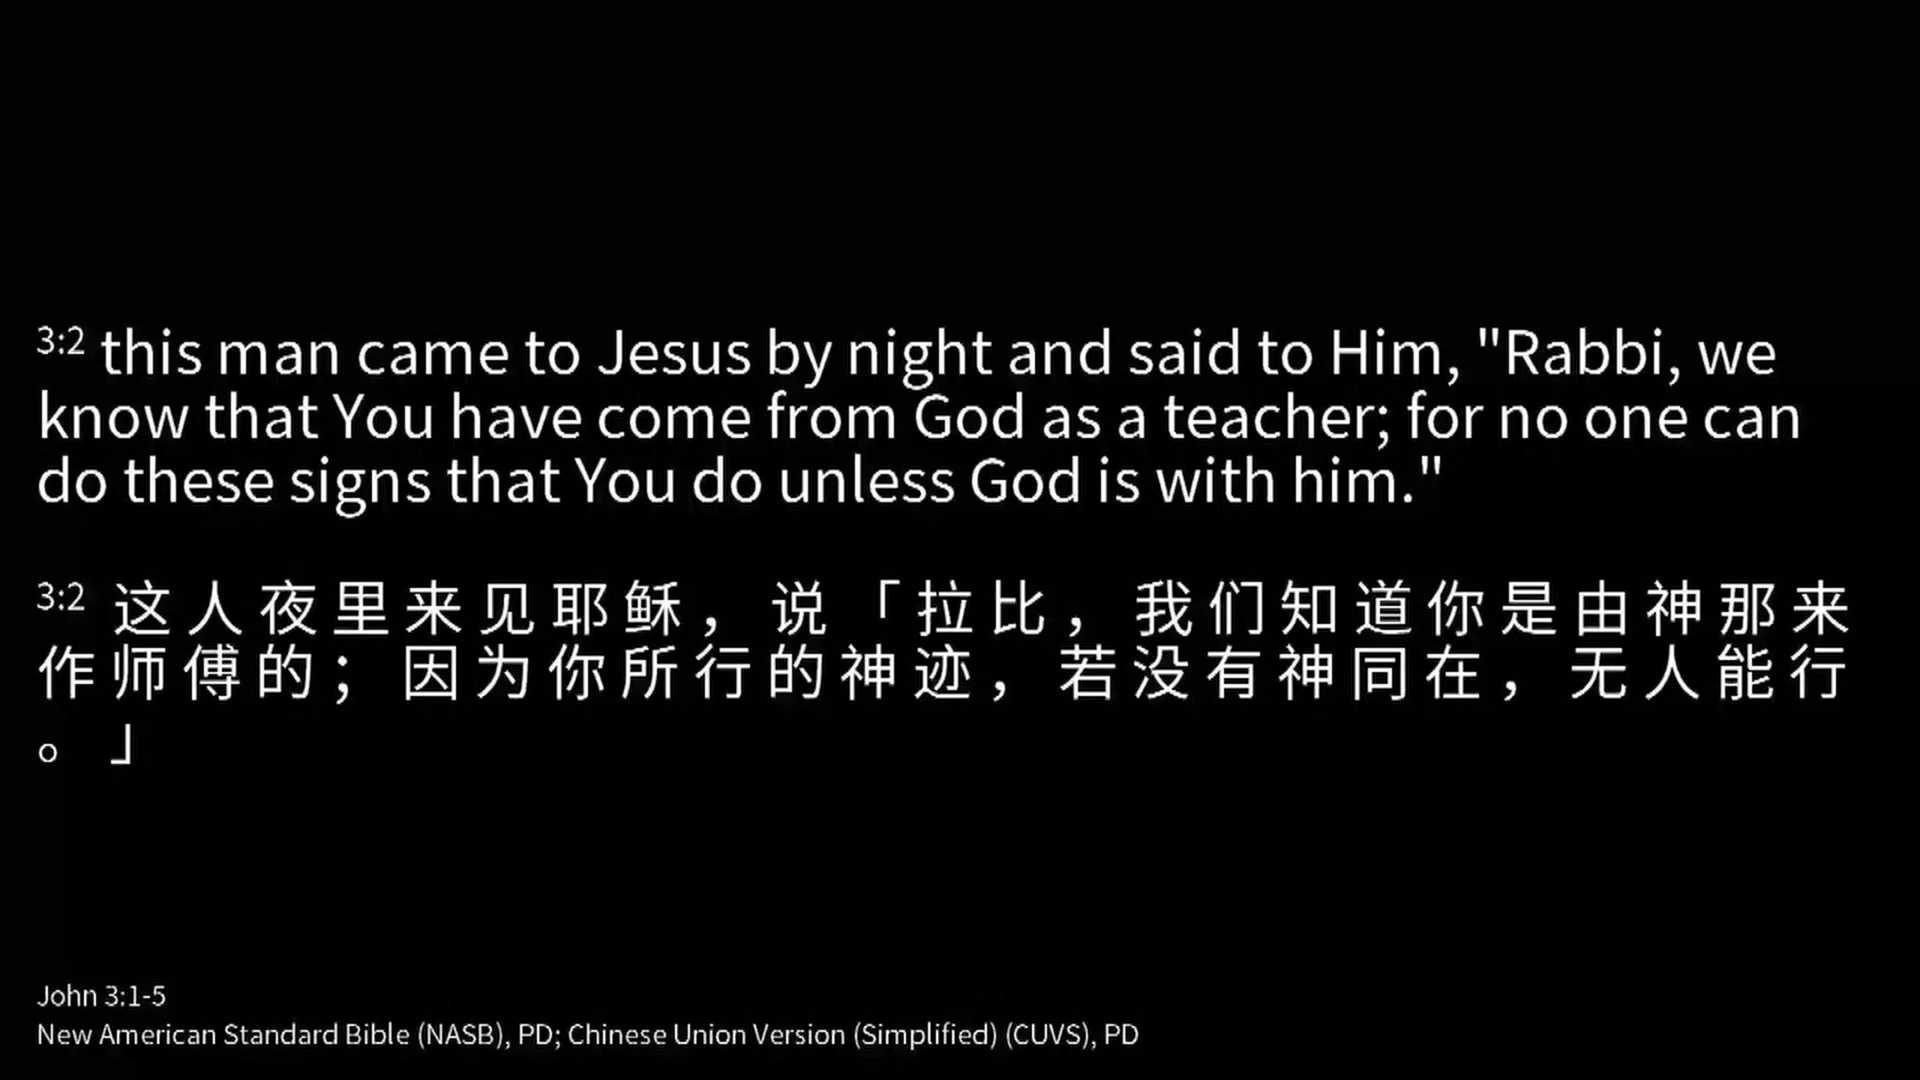 3:2 this man came to Jesus by night and said to Him, "Rabbi, we
know that You have come from God as a teacher; for no one can
do these signs that You do unless God is with him."
3:2 这 人 夜 里 来 见 耶 稣 ， 说 「 拉 比 ， 我 们 知 道 你 是 由 神 那 来
作 师 傅 的 ； 因 为 你 所 行 的 神 迹 ， 若 没 有 神 同 在 ， 无 人 能 行
。 」
John 3:1-5
New American Standard Bible (NASB), PD; Chinese Union Version (Simplified) (CUVS), PD